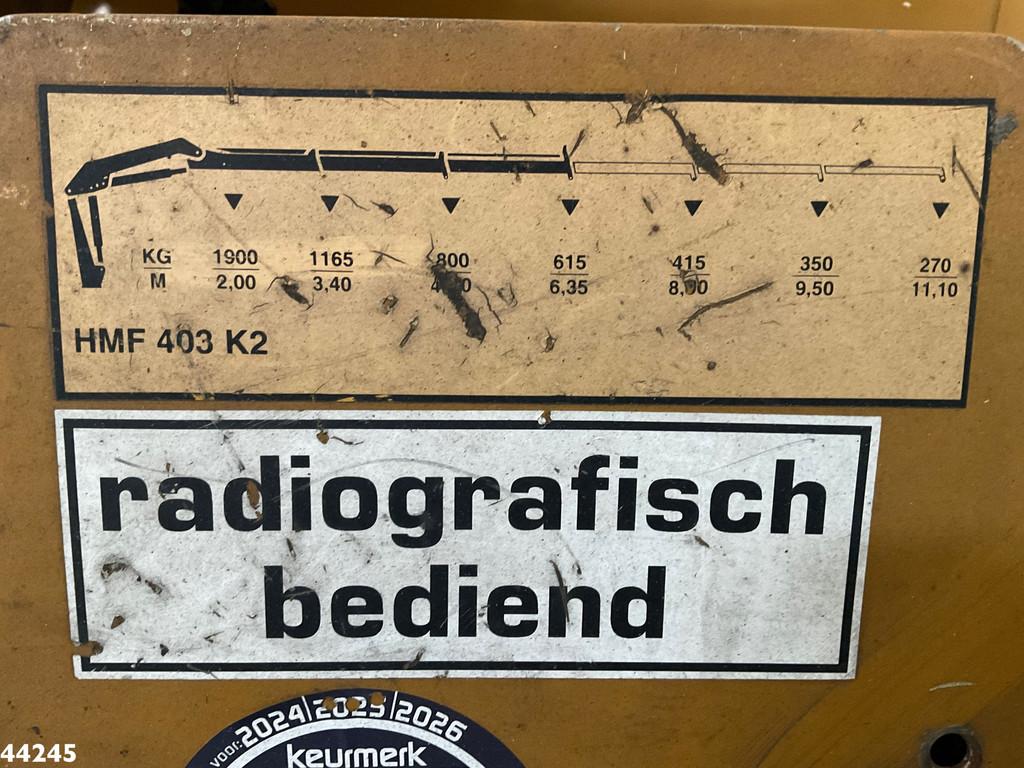 KG 1900 1165 800 615 415 350 270
M 2,00 3,40 6,35 9,50 11,10
HMF 403 K2
radiografisch
bediend
voor: 2024 2025 2026
keurmerk
44245